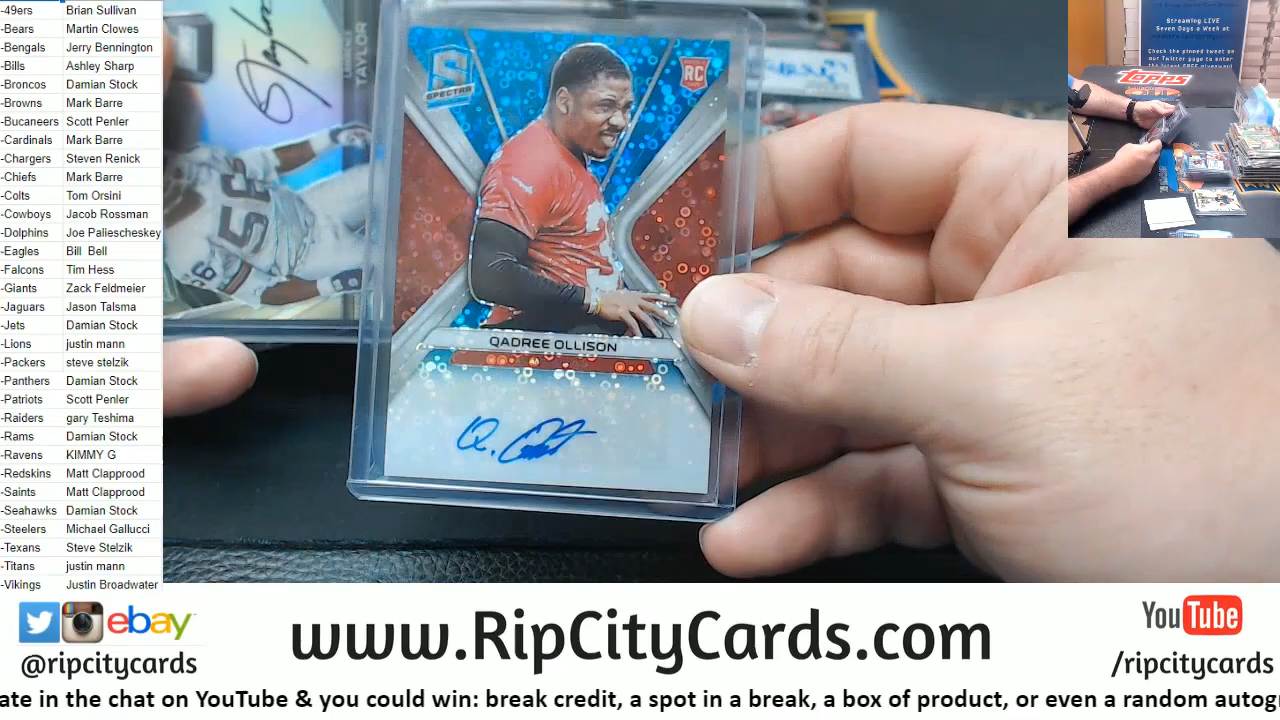 -49ers Brian Sullivan
-Bears Martin Clowes
-Bengals Jerry Bennington
-Bills Ashley Sharp
-Broncos Damian Stock
-Browns Mark Barre
-Bucaneers Scott Penler
-Cardinals Mark Barre
-Chargers Steven Renick
-Chiefs Mark Barre
-Colts Tom Orsini
-Cowboys Jacob Rossman
-Dolphins Joe Paliescheskey
-Eagles Bill Bell
-Falcons Tim Hess
-Giants Zack Feldmeier
-Jaguars Jason Talsma
-Jets Damian Stock
-Lions justin mann
-Packers steve stelzik
-Panthers Damian Stock
-Patriots Scott Penler
-Raiders gary Teshima
-Rams Damian Stock
-Ravens KIMMY G
-Redskins Matt Clapprood
-Saints Matt Clapprood
-Seahawks Damian Stock
-Steelers Michael Gallucci
-Texans Steve Stelzik
-Titans justin mann
-Vikings Justin Broadwater
TAYLOR
56
S
SPECTRA
RC
QADREE OLLISON
Streaming LIVE
Seven Days a Week at
Check the pinned tweet on
our Twitter page to enter
Topps
ebay
@ripcitycards
www.RipCityCards.com
YouTube
/ripcitycards
ate in the chat on YouTube & you could win: break credit, a spot in a break, a box of product, or even a random autog